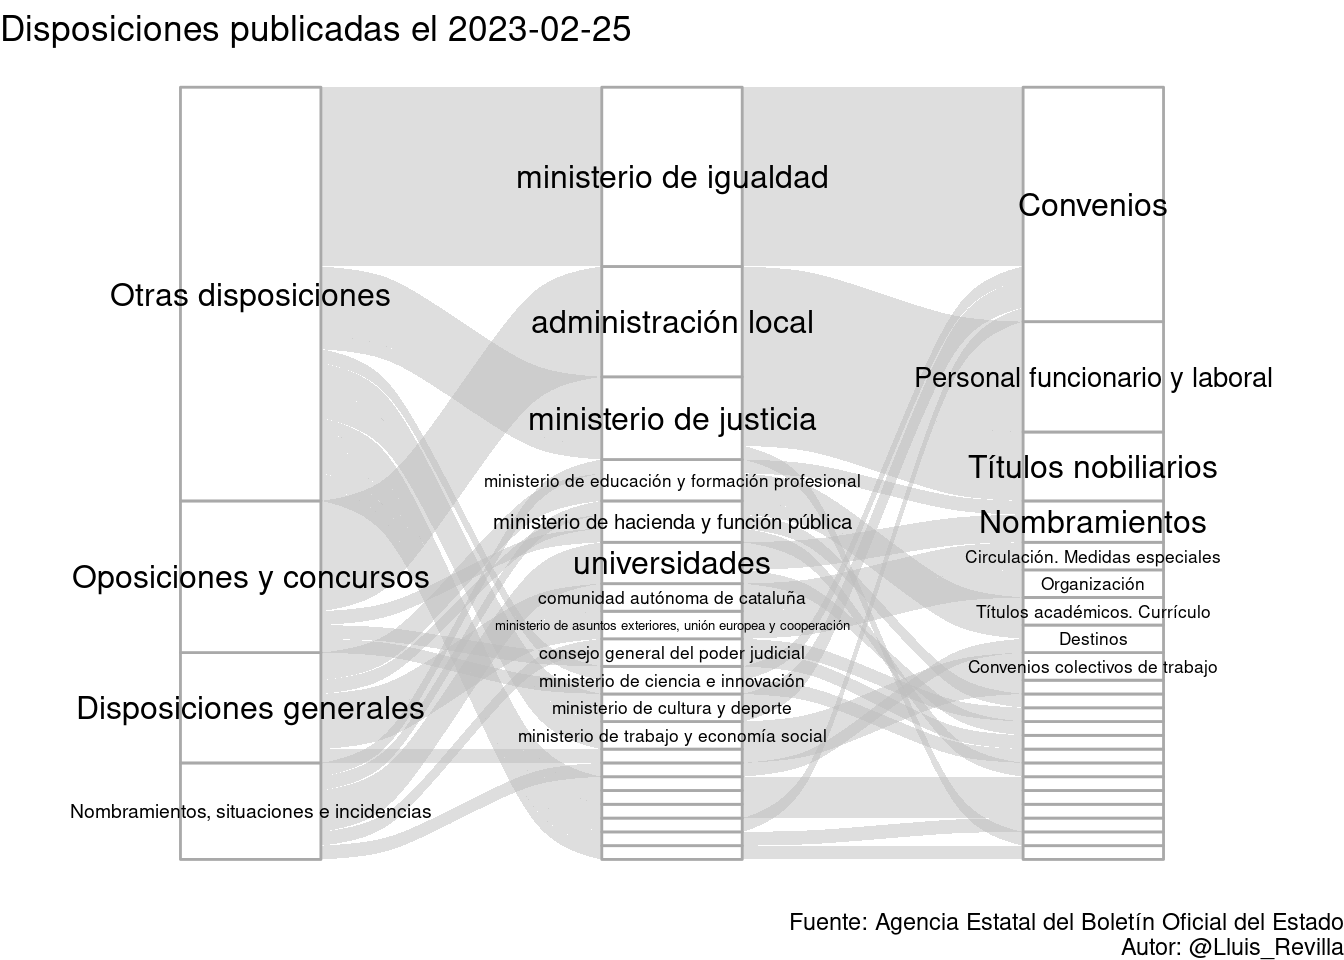 Disposiciones publicadas el 2023-02-25
Otras disposiciones
Oposiciones y concursos
Disposiciones generales
Nombramientos, situaciones e incidencias
ministerio de igualdad
administración local
ministerio de justicia
ministerio de educación y formación profesional
ministerio de hacienda y función pública
universidades
comunidad autónoma de cataluña
ministerio de asuntos exteriores, unión europea y cooperación
consejo general del poder judicial
ministerio de ciencia e innovación
ministerio de cultura y deporte
ministerio de trabajo y economía social
Convenios
Personal funcionario y laboral
Títulos nobiliarios
Nombramientos
Circulación. Medidas especiales
Organización
Títulos académicos. Currículo
Destinos
Convenios colectivos de trabajo
Fuente: Agencia Estatal del Boletín Oficial del Estado
Autor: @Lluis_Revilla